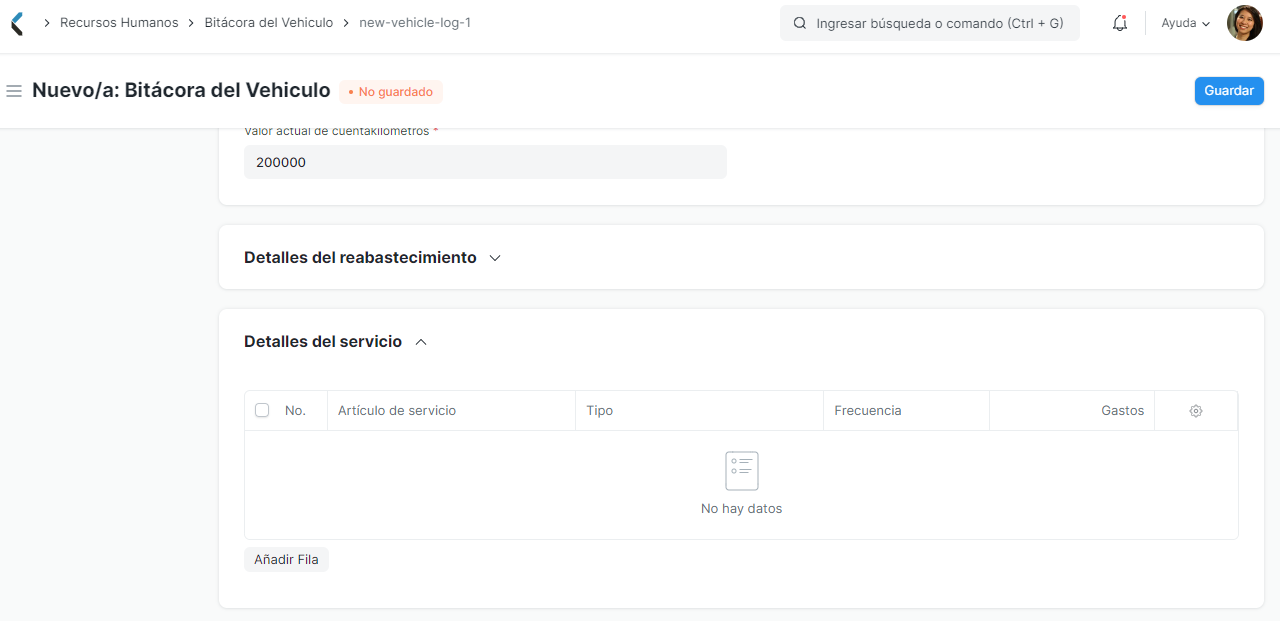 Recursos Humanos
Bitácora del Vehiculo
new-vehicle-log-1
Ingresar búsqueda o comando (Ctrl + G)
Ayuda
Nuevo/a: Bitácora del Vehiculo
• No guardado
Guardar
Valor actual de cuentakilómetros *
200000
Detalles del reabastecimiento
Detalles del servicio
No.
Artículo de servicio
Tipo
Frecuencia
Gastos
No hay datos
Añadir Fila